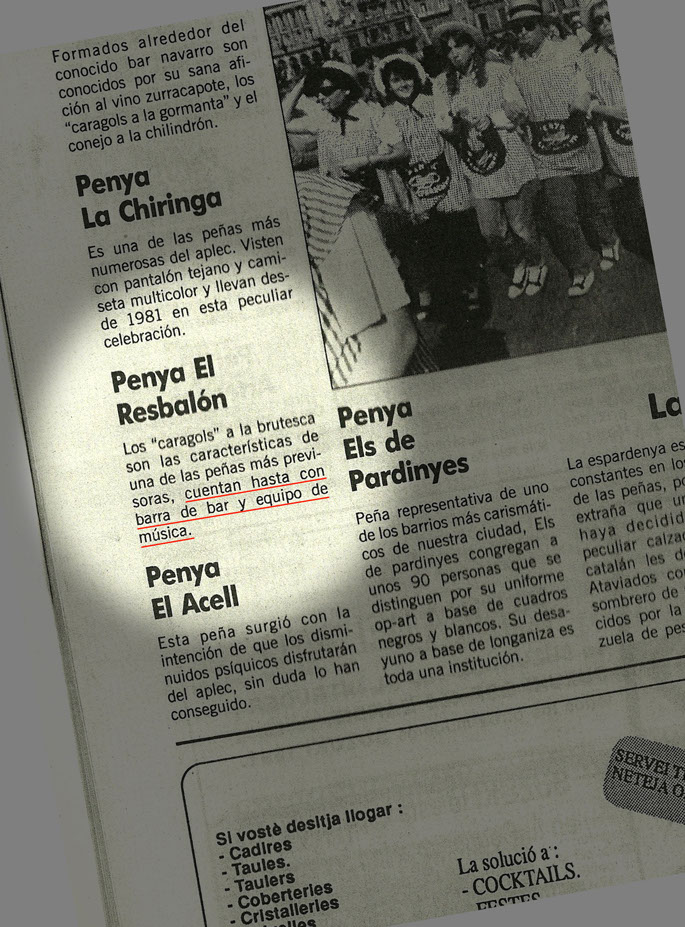 Formados alrededor del
conocido bar navarro son
conocidos por su sana afi-
ción al vino zurracapote, los
"caragols a la gormanta" y el
conejo a la chilindrón.
Penya
La Chiringa
Es una de las peñas más
numerosas del aplec. Visten
con pantalón tejano y cami-
seta multicolor y llevan des-
de 1981 en esta peculiar
celebración.
Penya El
Resbalón
Los "caragols" a la brutesca
son las características de
una de las peñas más previ-
soras, cuentan hasta con
barra de bar y equipo de
música.
Penya
El Acell
Esta peña surgió con la
intención de que los dismi-
nuidos psíquicos disfrutarán
del aplec, sin duda lo han
conseguido.
Penya
Els de
Pardinyes
Peña representativa de uno
de los barrios más carismáti-
cos de nuestra ciudad, Els
de pardinyes congregan a
unos 90 personas que se
distinguen por su uniforme
op-art a base de cuadros
negros y blancos. Su desa-
yuno a base de longaniza es
toda una institución.
La
La espardenya es
constantes en los
de las peñas, po
extraña que un
haya decidid
peculiar calza
catalán les d
Ataviados co
sombrero de
cidos por la
zuela de pes
Si vostè desitja llogar :
- Cadires
- Taules.
- Taulers
- Coberteries
- Cristalleries
SERVEI T
NETEJA O
La solució a :
- COCKTAILS.
FESTES